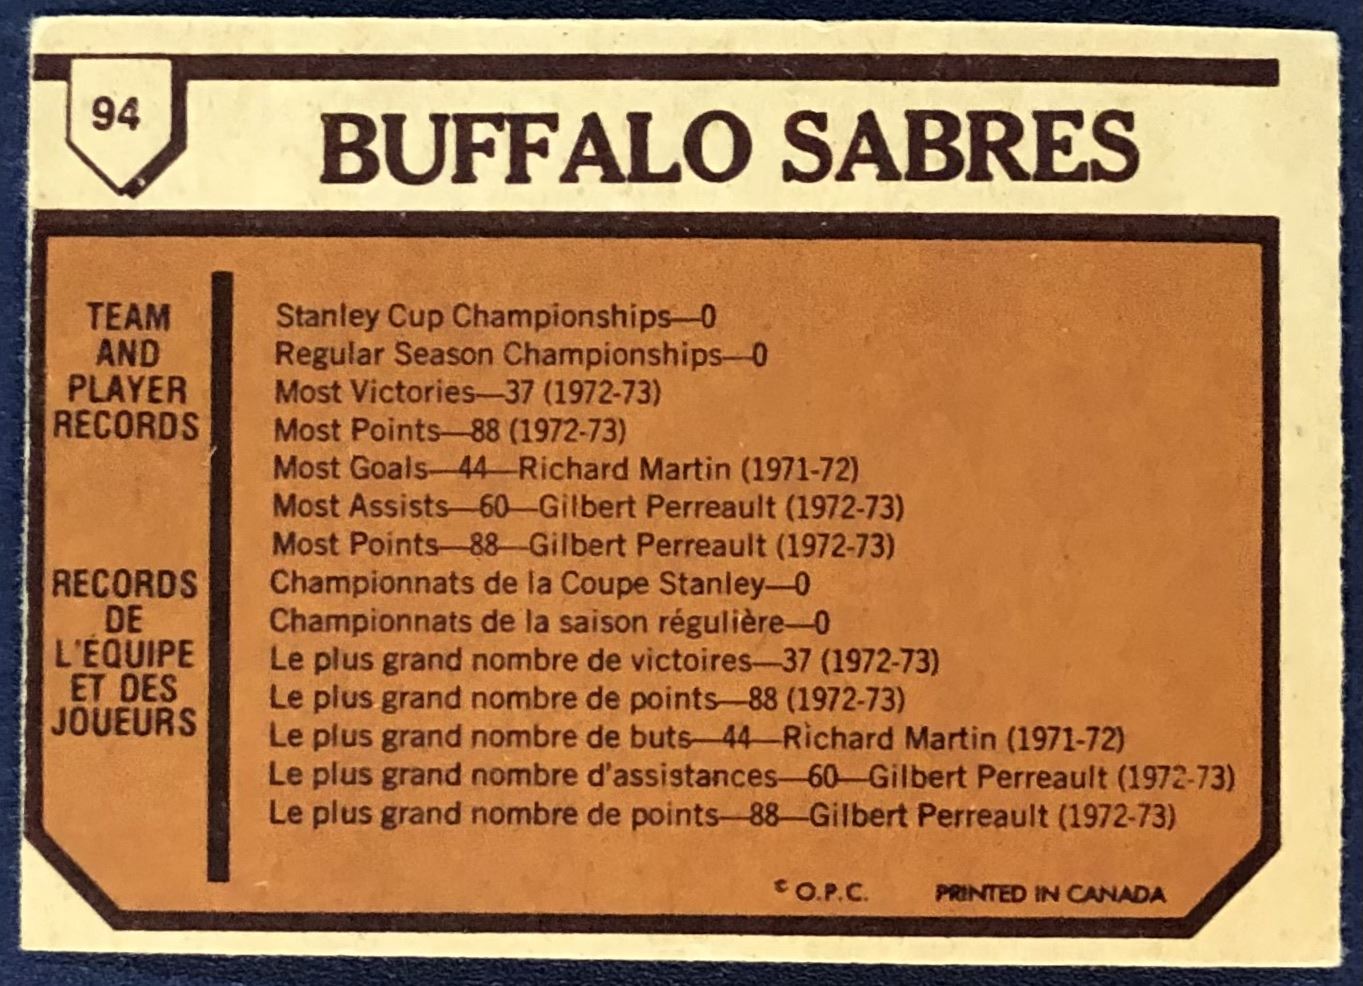 94
BUFFALO SABRES
TEAM
AND
PLAYER
RECORDS
Stanley Cup Championships—0
Regular Season Championships—0
Most Victories—37 (1972-73)
Most Points—88 (1972-73)
Most Goals—44—Richard Martin (1971-72)
Most Assists—60—Gilbert Perreault (1972-73)
Most Points—88—Gilbert Perreault (1972-73)
RECORDS
DE
L'ÉQUIPE
ET DES
JOUEURS
Championnats de la Coupe Stanley—0
Championnats de la saison régulière—0
Le plus grand nombre de victoires—37 (1972-73)
Le plus grand nombre de points—88 (1972-73)
Le plus grand nombre de buts—44—Richard Martin (1971-72)
Le plus grand nombre d'assistances—60—Gilbert Perreault (1972-73)
Le plus grand nombre de points—88—Gilbert Perreault (1972-73)
© O.P.C. PRINTED IN CANADA